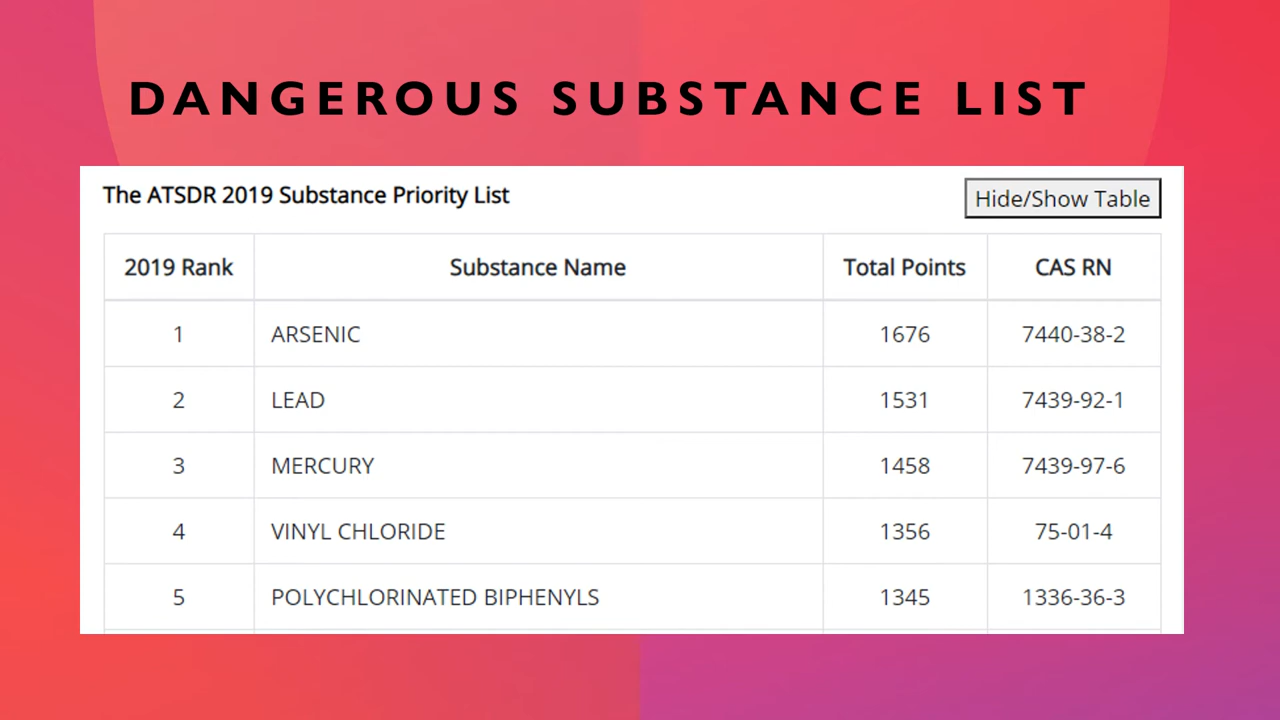 DANGEROUS SUBSTANCE LIST
The ATSDR 2019 Substance Priority List
Hide/Show Table
2019 Rank Substance Name Total Points CAS RN
1 ARSENIC 1676 7440-38-2
2 LEAD 1531 7439-92-1
3 MERCURY 1458 7439-97-6
4 VINYL CHLORIDE 1356 75-01-4
5 POLYCHLORINATED BIPHENYLS 1345 1336-36-3